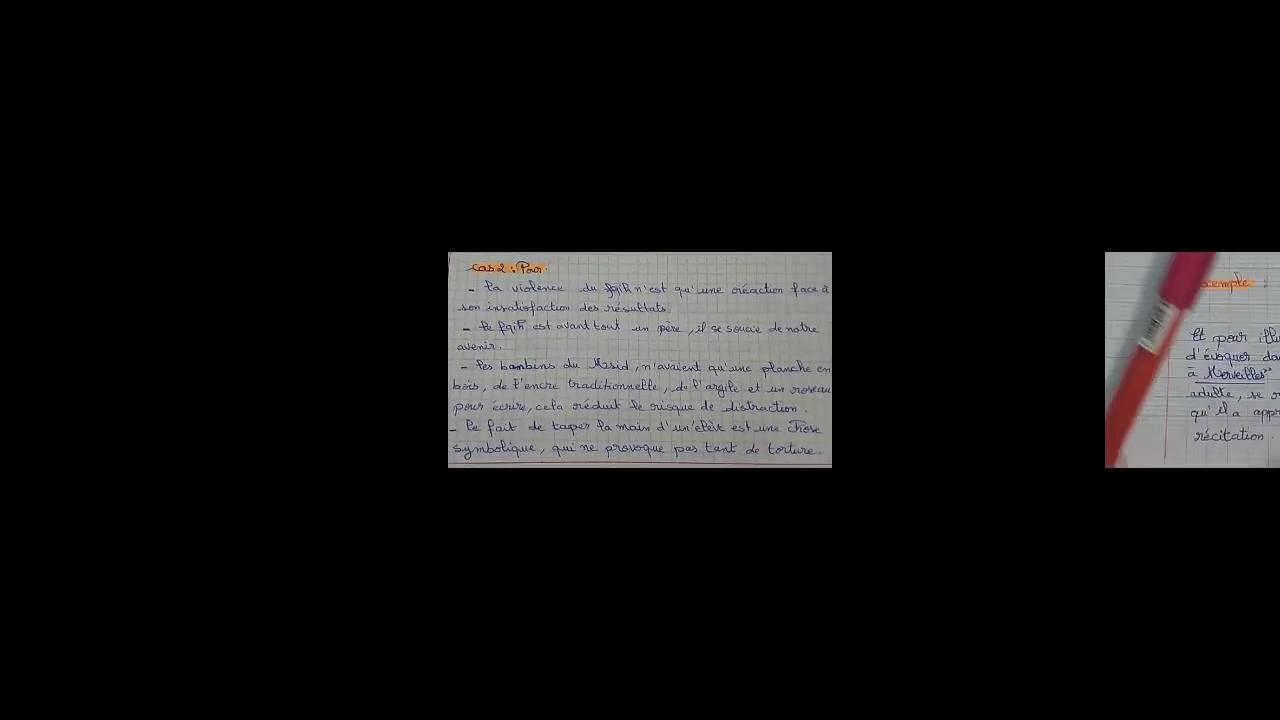 Cas 2 : Pour.
- la violence du fqih n'est qu'une réaction face à
son insatisfaction des résultats.
- le fqih est avant tout un père, il se soucie de notre
avenir.
- les bambins du Msid, n'avaient qu'une planche en
bois, de l'encre traditionnelle, de l'argile et un roseau
pour écrire, cela réduit le risque de distraction.
- le fait de taper la main d'un élève est une chose
symbolique, qui ne provoque pas tant de torture.
xemple :
Et pour illu
d'évoquer da
à Merveilles"
adulte, se r
qu'il a appr
récitation.